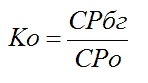 Ко = СРбг / СРо